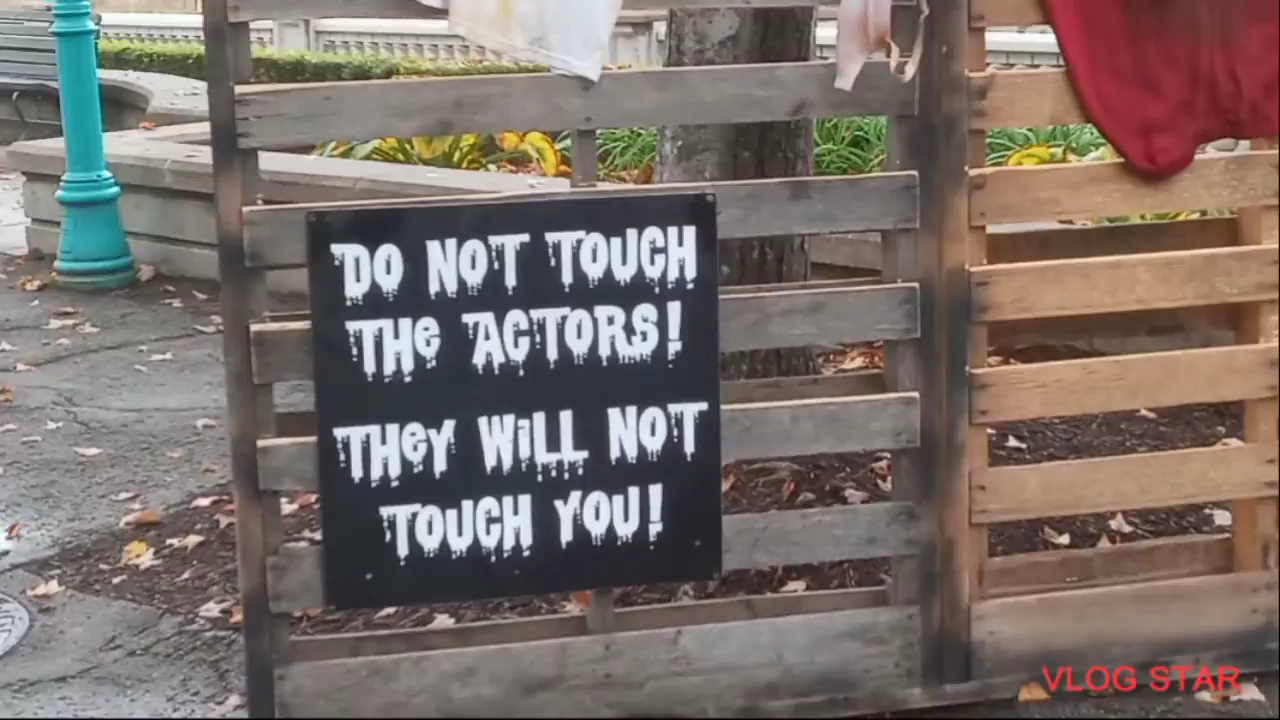 DO NOT TOUCH
THE ACTORS!
THEY WILL NOT
TOUCH YOU!
VLOG STAR